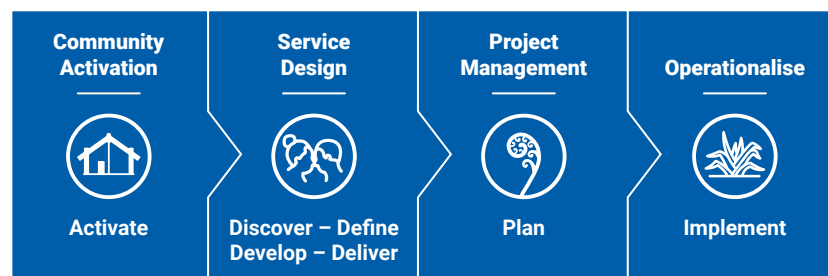 Community
Activation
Activate
Service
Design
Discover – Define
Develop – Deliver
Project
Management
Plan
Operationalise
Implement